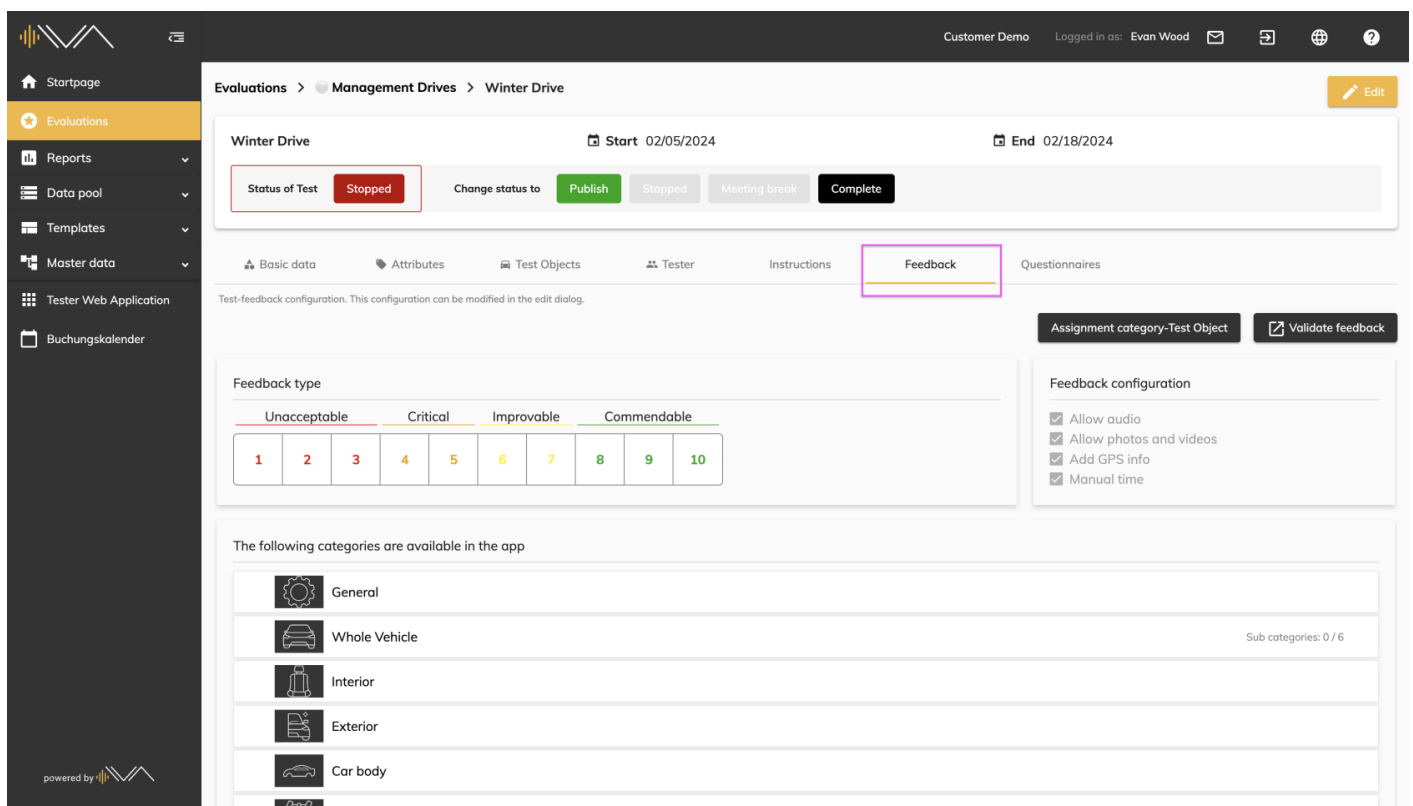 Customer Demo Logged in as: Evan Wood
Startpage
Evaluations
Reports
Data pool
Templates
Master data
Tester Web Application
Buchungskalender
powered by
Evaluations > Management Drives > Winter Drive
Edit
Winter Drive Start 02/05/2024 End 02/18/2024
Status of Test Stopped Change status to Publish Stopped Meeting break Complete
Basic data Attributes Test Objects Tester Instructions Feedback Questionnaires
Test-feedback configuration. This configuration can be modified in the edit dialog.
Assignment category-Test Object Validate feedback
Feedback type
Unacceptable Critical Improvable Commendable
1 2 3 4 5 6 7 8 9 10
Feedback configuration
Allow audio
Allow photos and videos
Add GPS info
Manual time
The following categories are available in the app
General
Whole Vehicle Sub categories: 0 / 6
Interior
Exterior
Car body